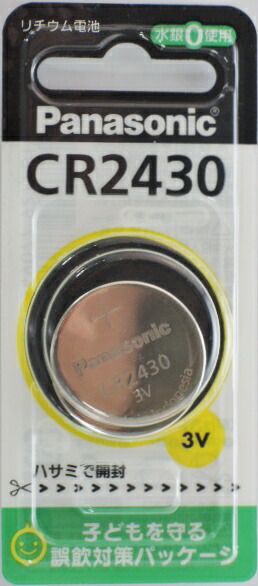 リチウム電池
水銀0使用
Panasonic
CR2430
+
Panasonic
CR2430
3V
Indonesia
3V
ハサミで開封
子どもを守る
誤飲対策パッケージ